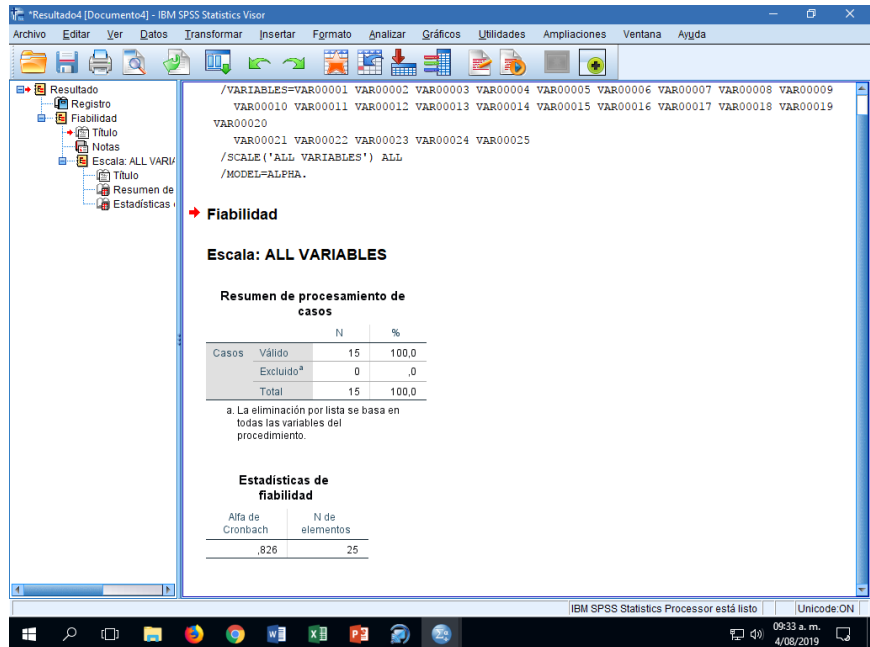 *Resultado4 [Documento4] - IBM SPSS Statistics Visor
Archivo Editar Ver Datos Transformar Insertar Formato Analizar Gráficos Utilidades Ampliaciones Ventana Ayuda
Resultado
Registro
Fiabilidad
Título
Notas
Escala: ALL VARIA
Título
Resumen de
Estadísticas
/VARIABLES=VAR00001 VAR00002 VAR00003 VAR00004 VAR00005 VAR00006 VAR00007 VAR00008 VAR00009
VAR00010 VAR00011 VAR00012 VAR00013 VAR00014 VAR00015 VAR00016 VAR00017 VAR00018 VAR00019
VAR00020
VAR00021 VAR00022 VAR00023 VAR00024 VAR00025
/SCALE('ALL VARIABLES') ALL
/MODEL=ALPHA.
Fiabilidad
Escala: ALL VARIABLES
Resumen de procesamiento de
casos
N %
Casos Válido 15 100,0
Excluido^a 0 ,0
Total 15 100,0
a. La eliminación por lista se basa en
todas las variables del
procedimiento.
Estadísticas de
fiabilidad
Alfa de N de
Cronbach elementos
,826 25
IBM SPSS Statistics Processor está listo Unicode:ON
09:33 a. m.
4/08/2019